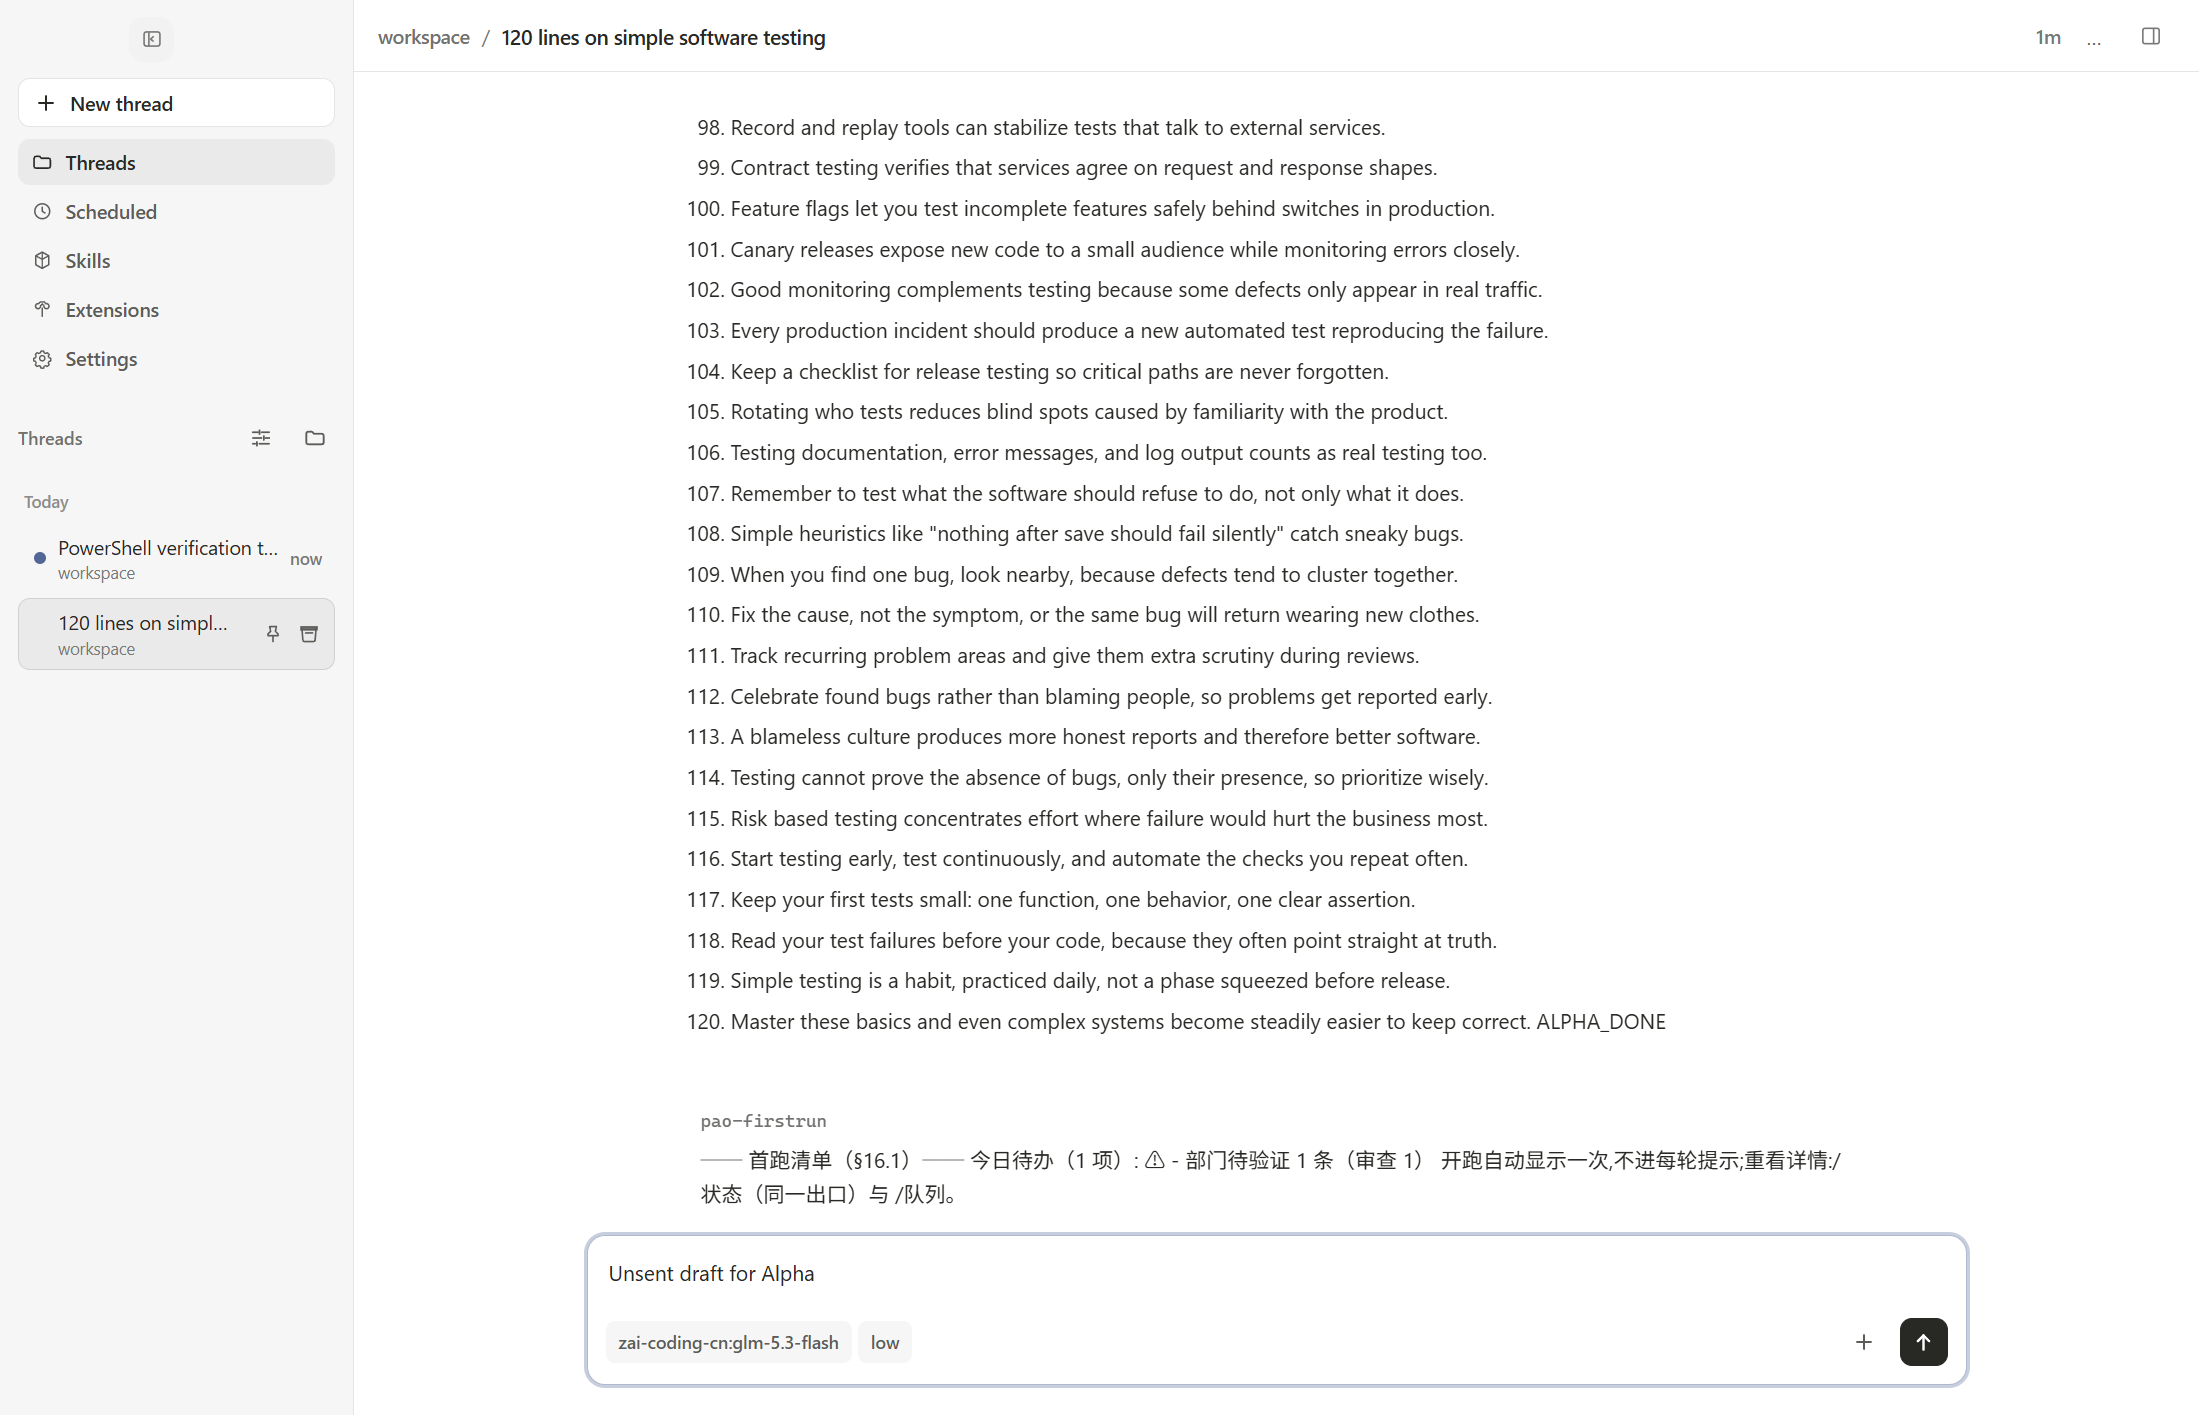 workspace / 120 lines on simple software testing
1m ...
New thread
Threads
Scheduled
Skills
Extensions
Settings
Threads
Today
PowerShell verification t...
now
workspace
120 lines on simpl...
workspace
98. Record and replay tools can stabilize tests that talk to external services.
99. Contract testing verifies that services agree on request and response shapes.
100. Feature flags let you test incomplete features safely behind switches in production.
101. Canary releases expose new code to a small audience while monitoring errors closely.
102. Good monitoring complements testing because some defects only appear in real traffic.
103. Every production incident should produce a new automated test reproducing the failure.
104. Keep a checklist for release testing so critical paths are never forgotten.
105. Rotating who tests reduces blind spots caused by familiarity with the product.
106. Testing documentation, error messages, and log output counts as real testing too.
107. Remember to test what the software should refuse to do, not only what it does.
108. Simple heuristics like "nothing after save should fail silently" catch sneaky bugs.
109. When you find one bug, look nearby, because defects tend to cluster together.
110. Fix the cause, not the symptom, or the same bug will return wearing new clothes.
111. Track recurring problem areas and give them extra scrutiny during reviews.
112. Celebrate found bugs rather than blaming people, so problems get reported early.
113. A blameless culture produces more honest reports and therefore better software.
114. Testing cannot prove the absence of bugs, only their presence, so prioritize wisely.
115. Risk based testing concentrates effort where failure would hurt the business most.
116. Start testing early, test continuously, and automate the checks you repeat often.
117. Keep your first tests small: one function, one behavior, one clear assertion.
118. Read your test failures before your code, because they often point straight at truth.
119. Simple testing is a habit, practiced daily, not a phase squeezed before release.
120. Master these basics and even complex systems become steadily easier to keep correct. ALPHA_DONE
pao-firstrun
—— 首跑清单（§16.1）—— 今日待办（1 项）: ⚠ - 部门待验证 1 条（审查 1） 开跑自动显示一次,不进每轮提示;重看详情:/
状态（同一出口）与 /队列。
Unsent draft for Alpha
zai-coding-cn:glm-5.3-flash
low